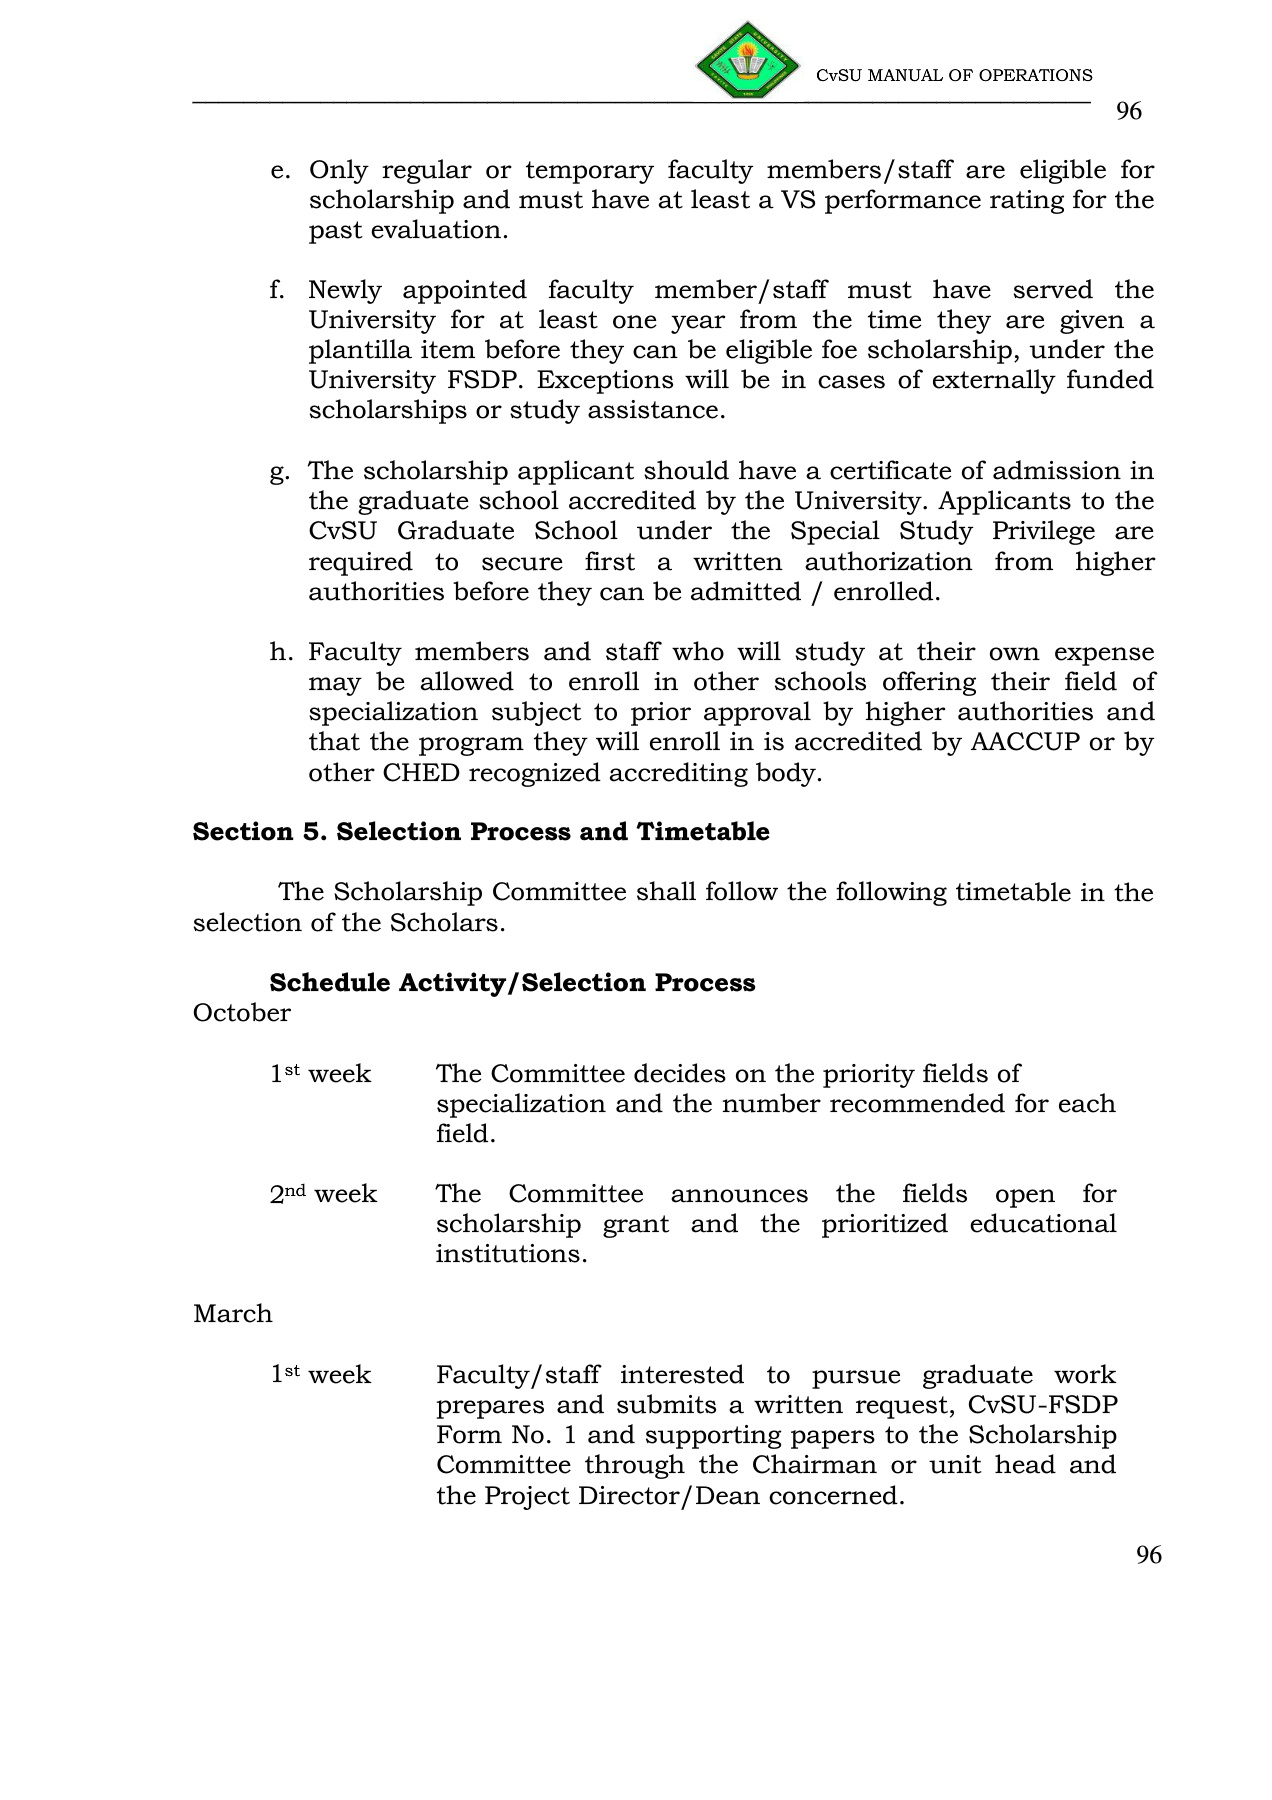 CvSU MANUAL OF OPERATIONS
96
e. Only regular or temporary faculty members/staff are eligible for
scholarship and must have at least a VS performance rating for the
past evaluation.
f. Newly appointed faculty member/staff must have served the
University for at least one year from the time they are given a
plantilla item before they can be eligible foe scholarship, under the
University FSDP. Exceptions will be in cases of externally funded
scholarships or study assistance.
g. The scholarship applicant should have a certificate of admission in
the graduate school accredited by the University. Applicants to the
CvSU Graduate School under the Special Study Privilege are
required to secure first a written authorization from higher
authorities before they can be admitted / enrolled.
h. Faculty members and staff who will study at their own expense
may be allowed to enroll in other schools offering their field of
specialization subject to prior approval by higher authorities and
that the program they will enroll in is accredited by AACCUP or by
other CHED recognized accrediting body.
Section 5. Selection Process and Timetable
The Scholarship Committee shall follow the following timetable in the
selection of the Scholars.
Schedule Activity/Selection Process
October
1st week The Committee decides on the priority fields of
specialization and the number recommended for each
field.
2nd week The Committee announces the fields open for
scholarship grant and the prioritized educational
institutions.
March
1st week Faculty/staff interested to pursue graduate work
prepares and submits a written request, CvSU-FSDP
Form No. 1 and supporting papers to the Scholarship
Committee through the Chairman or unit head and
the Project Director/Dean concerned.
96